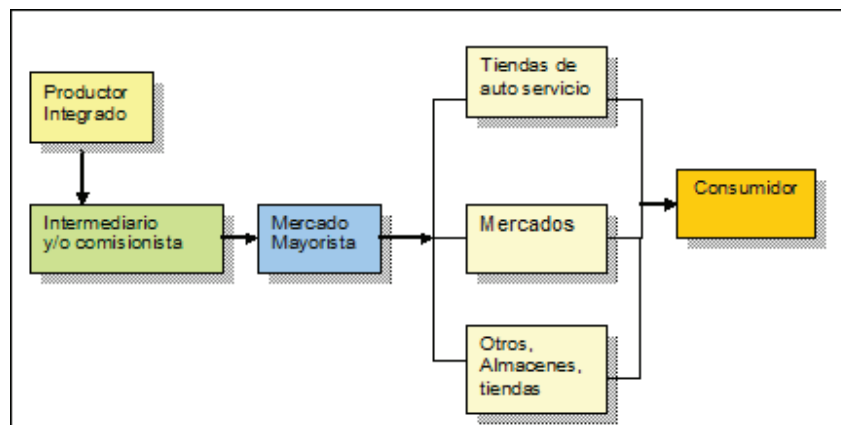 Productor
Integrado
Intermediario
y/o comisionista
Mercado
Mayorista
Tiendas de
auto servicio
Mercados
Otros,
Almacenes,
tiendas
Consumidor